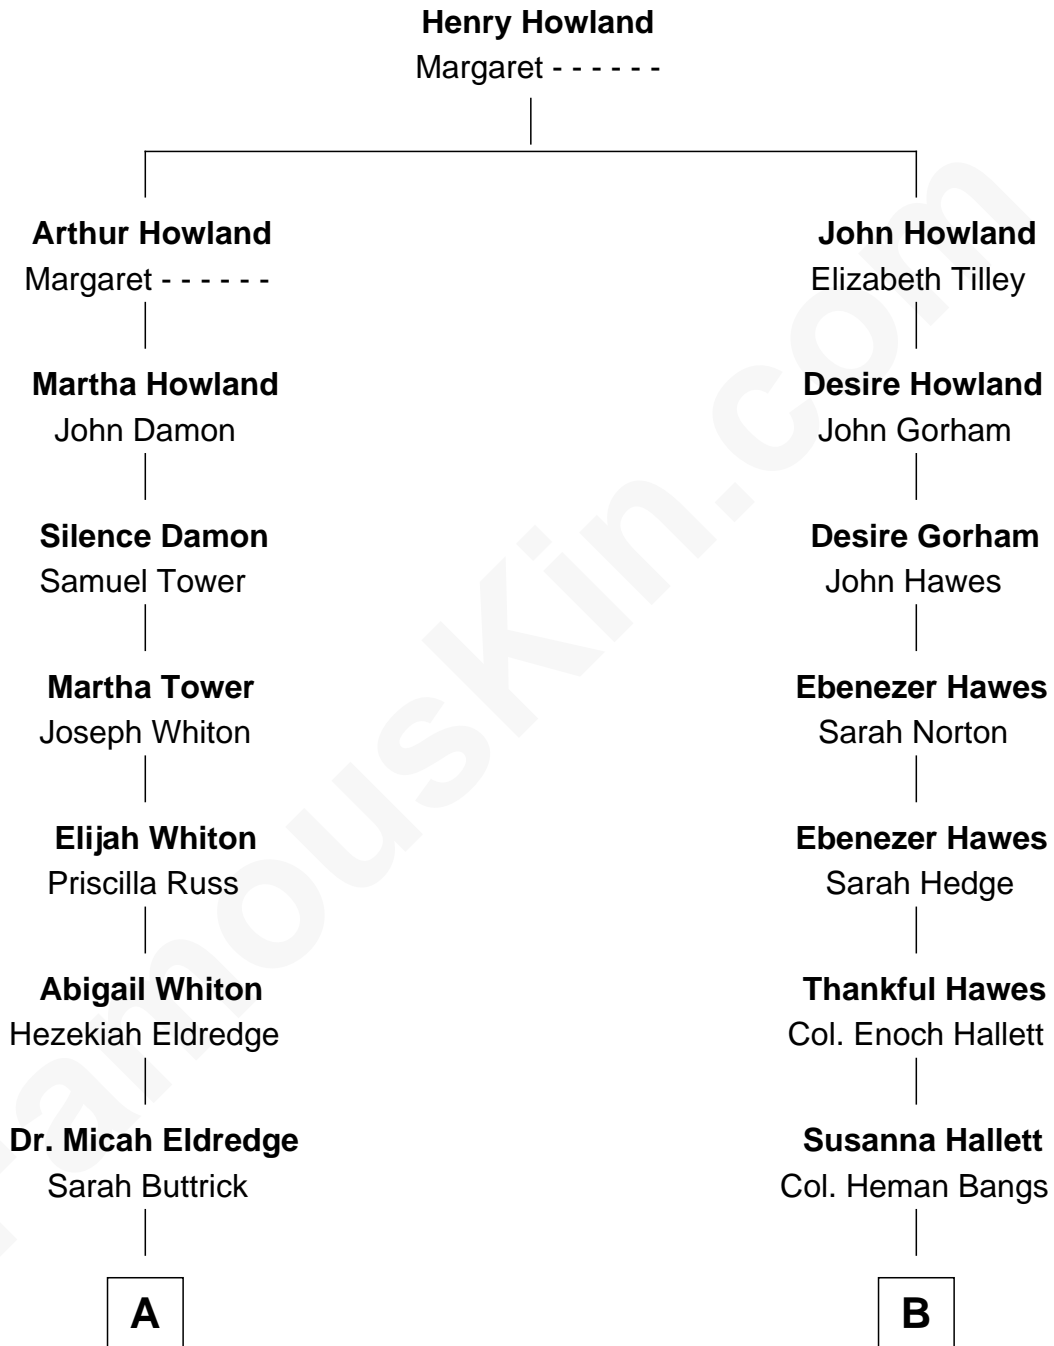 Henry Howland
Margaret - - - - - -
Arthur Howland
Margaret - - - - - -
John Howland
Elizabeth Tilley
Martha Howland
John Damon
Desire Howland
John Gorham
Silence Damon
Samuel Tower
Desire Gorham
John Hawes
Martha Tower
Joseph Whiton
Ebenezer Hawes
Sarah Norton
Elijah Whiton
Priscilla Russ
Ebenezer Hawes
Sarah Hedge
Abigail Whiton
Hezekiah Eldredge
Thankful Hawes
Col. Enoch Hallett
Dr. Micah Eldredge
Sarah Buttrick
Susanna Hallett
Col. Heman Bangs
A
B
FamousKin.com